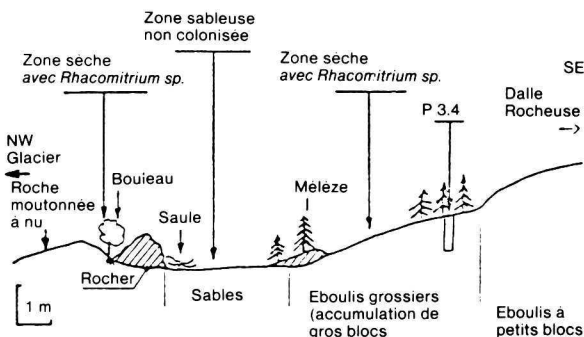 Zone sableuse
non colonisée
Zone sèche
avec Rhacomitrium sp.
Zone sèche
avec Rhacomitrium sp.
SE
Dalle
Rocheuse
P 3.4
NW
Glacier
Roche
moutonnée
à nu
Bouieau
Saule
Mélèze
Rocher
1 m
Sables
Eboulis grossiers
(accumulation de
gros blocs
Eboulis à
petits blocs